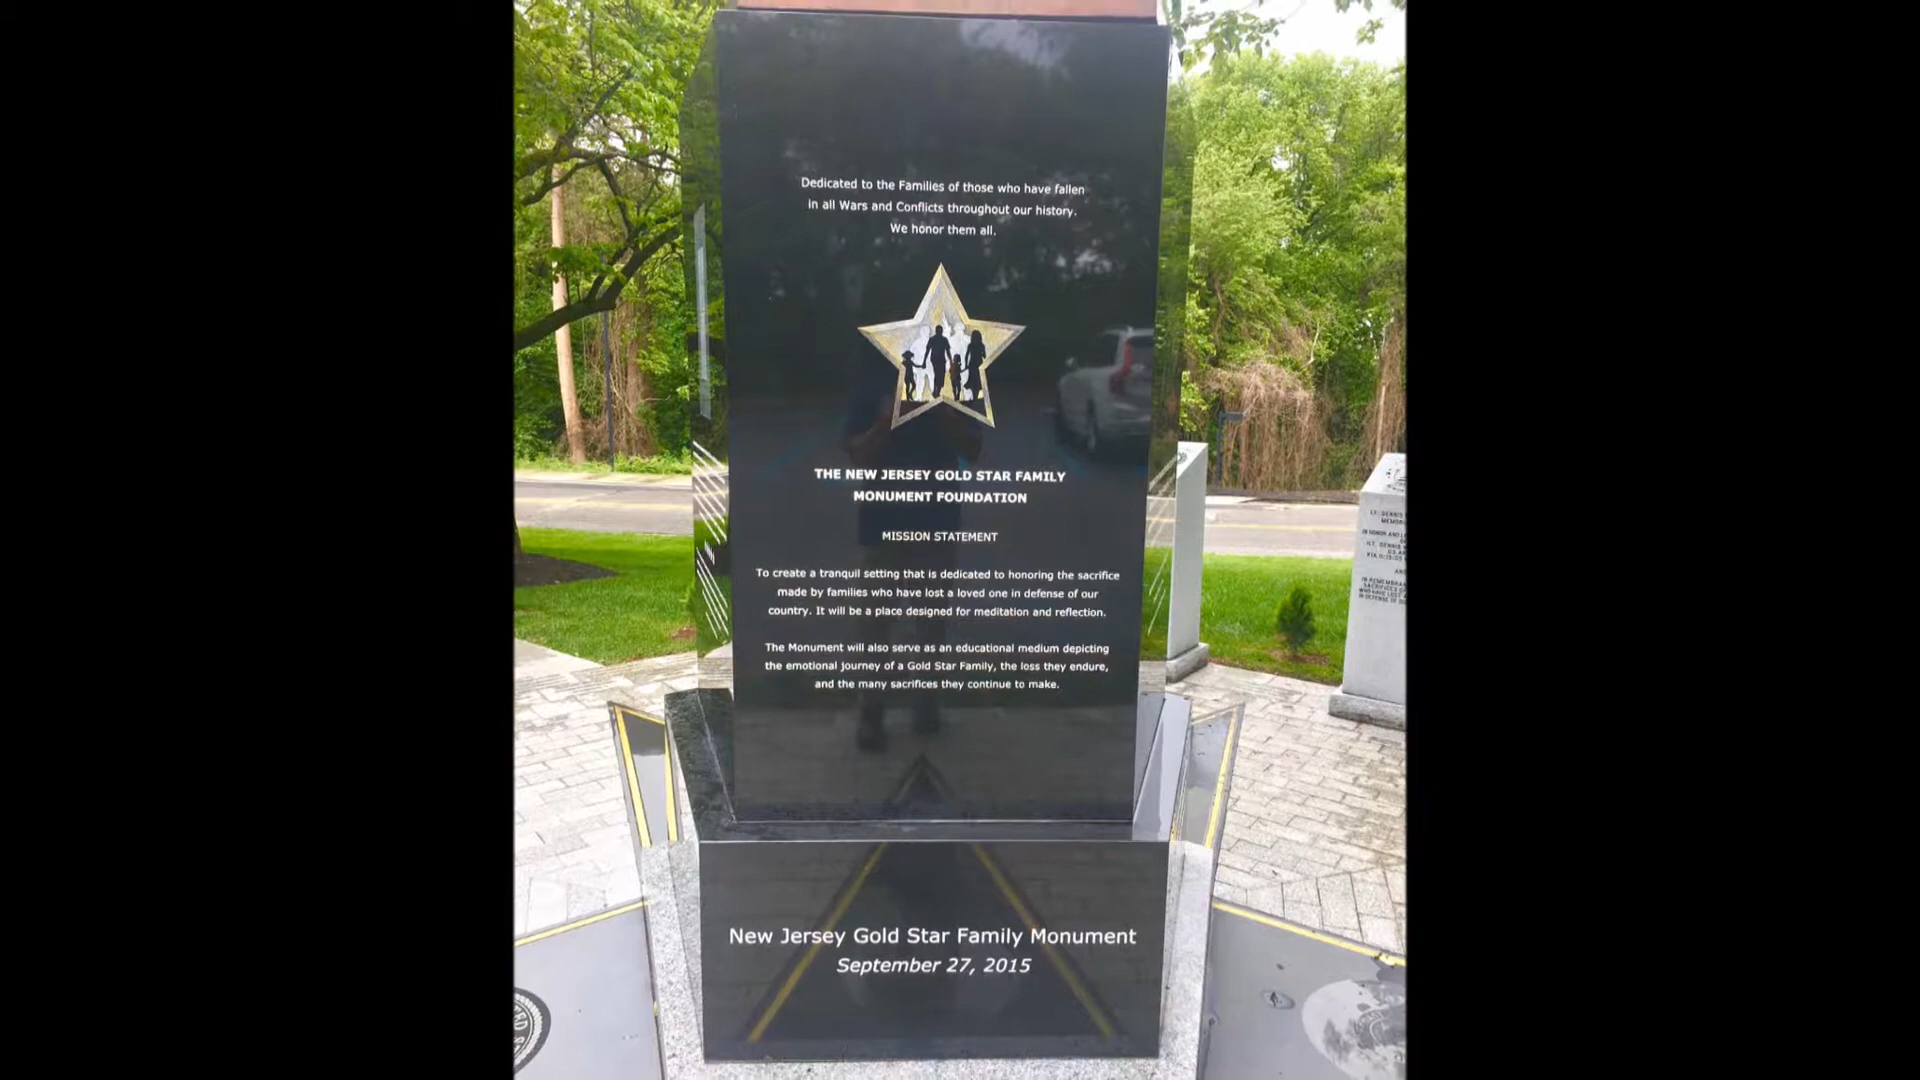 Dedicated to the Families of those who have fallen
in all Wars and Conflicts throughout our history.
We honor them all.
THE NEW JERSEY GOLD STAR FAMILY
MONUMENT FOUNDATION
MISSION STATEMENT
To create a tranquil setting that is dedicated to honoring the sacrifice
made by families who have lost a loved one in defense of our
country. It will be a place designed for meditation and reflection.
The Monument will also serve as an educational medium depicting
the emotional journey of a Gold Star Family, the loss they endure,
and the many sacrifices they continue to make.
New Jersey Gold Star Family Monument
September 27, 2015
LT. DENNIS
IN HONOR AND